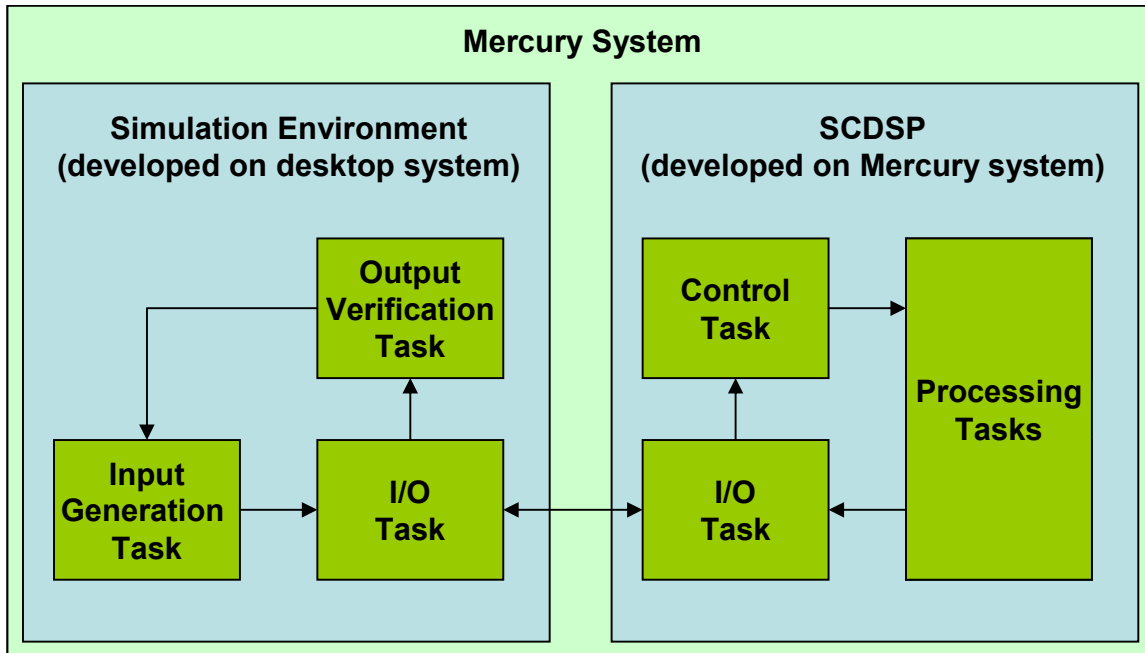 Mercury System
Simulation Environment
(developed on desktop system)
SCDSP
(developed on Mercury system)
Output
Verification
Task
Control
Task
Processing
Tasks
Input
Generation
Task
I/O
Task
I/O
Task